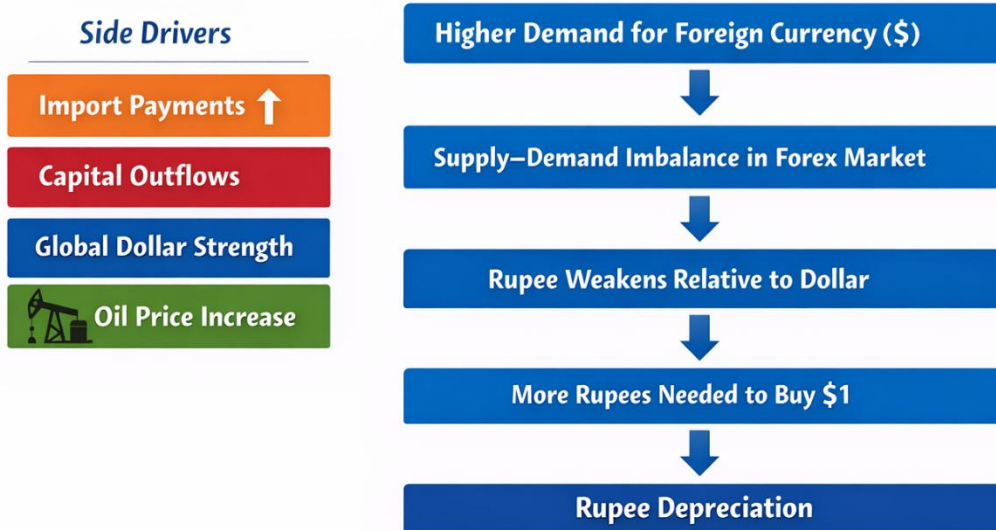 Side Drivers
Import Payments ↑
Capital Outflows
Global Dollar Strength
Oil Price Increase
Higher Demand for Foreign Currency ($)
Supply–Demand Imbalance in Forex Market
Rupee Weakens Relative to Dollar
More Rupees Needed to Buy $1
Rupee Depreciation